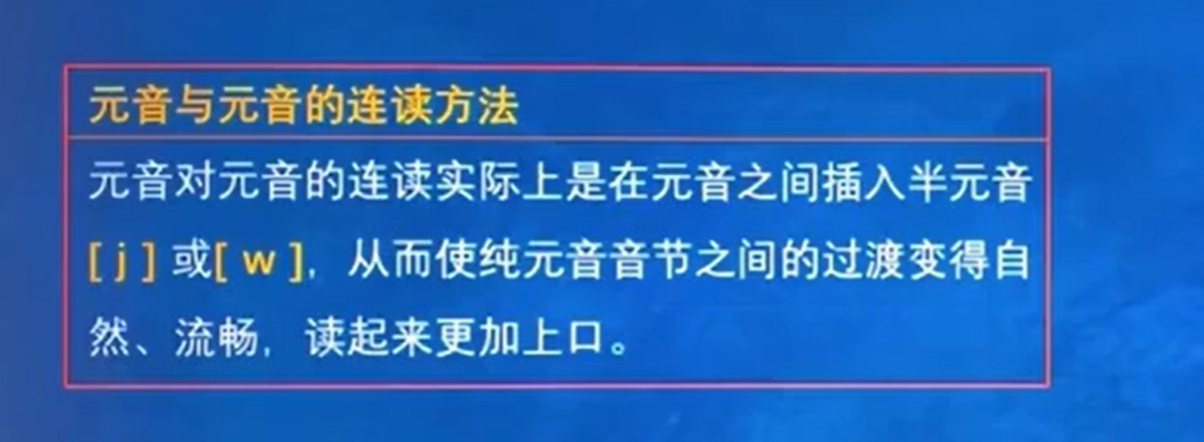 元音与元音的连读方法
元音对元音的连读实际上是在元音之间插入半元音
[ j ] 或[ w ]，从而使纯元音音节之间的过渡变得自
然、流畅，读起来更加上口。